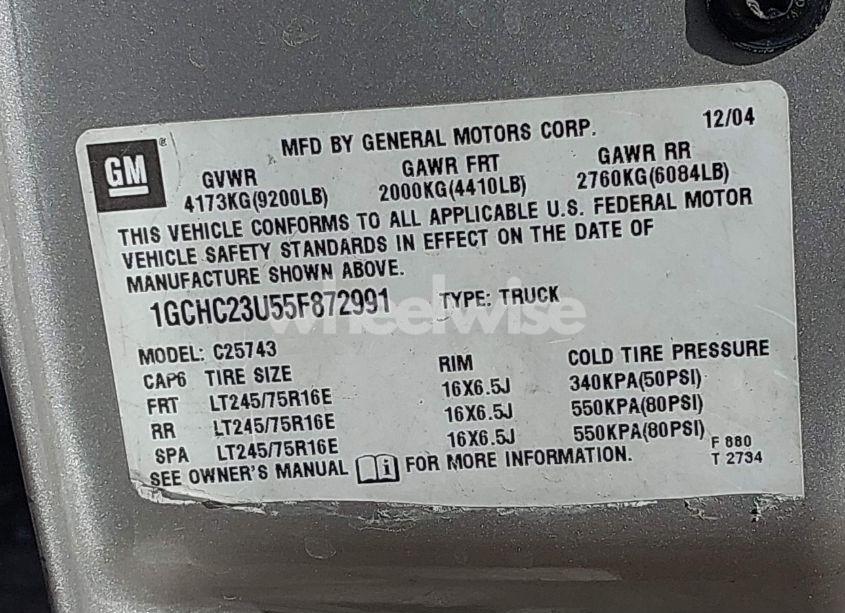 MFD BY GENERAL MOTORS CORP. 12/04
GM
GVWR GAWR FRT GAWR RR
4173KG(9200LB) 2000KG(4410LB) 2760KG(6084LB)
THIS VEHICLE CONFORMS TO ALL APPLICABLE U.S. FEDERAL MOTOR
VEHICLE SAFETY STANDARDS IN EFFECT ON THE DATE OF
MANUFACTURE SHOWN ABOVE.
1GCHC23U55F872991 TYPE: TRUCK
wheelwise
MODEL: C25743
CAP6 TIRE SIZE RIM COLD TIRE PRESSURE
FRT LT245/75R16E 16X6.5J 340KPA(50PSI)
RR LT245/75R16E 16X6.5J 550KPA(80PSI)
SPA LT245/75R16E 16X6.5J 550KPA(80PSI)
SEE OWNER'S MANUAL i FOR MORE INFORMATION.
F 880
T 2734